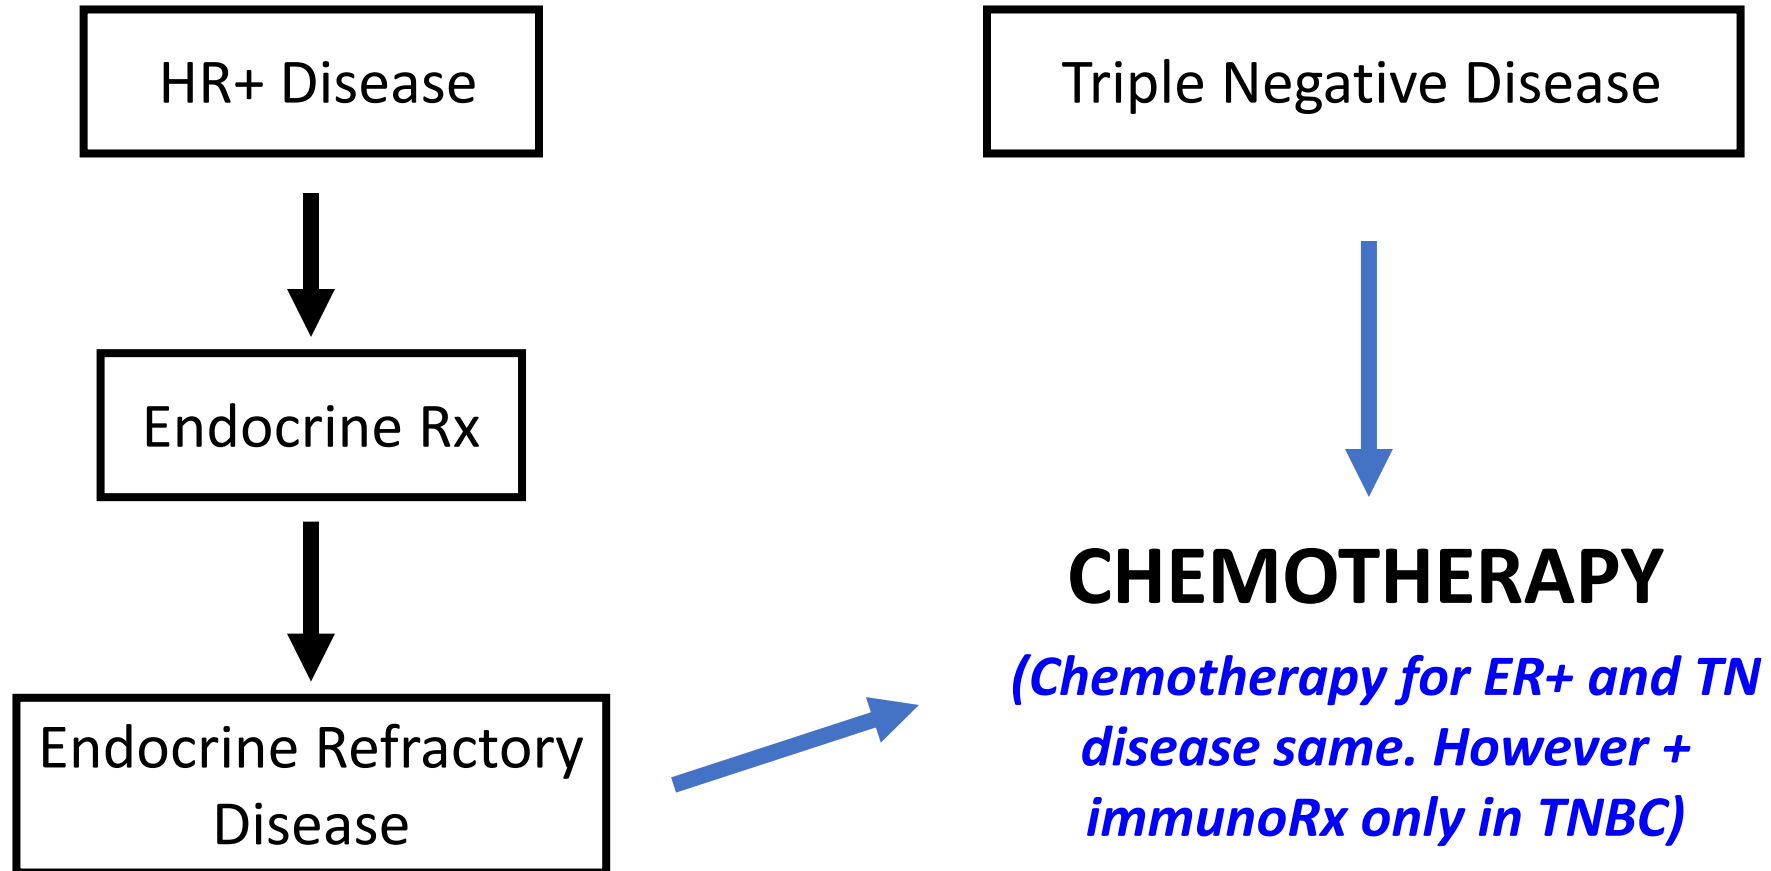 HR+ Disease
Triple Negative Disease
Endocrine Rx
Endocrine Refractory
Disease
CHEMOTHERAPY
(Chemotherapy for ER+ and TN
disease same. However +
immunoRx only in TNBC)